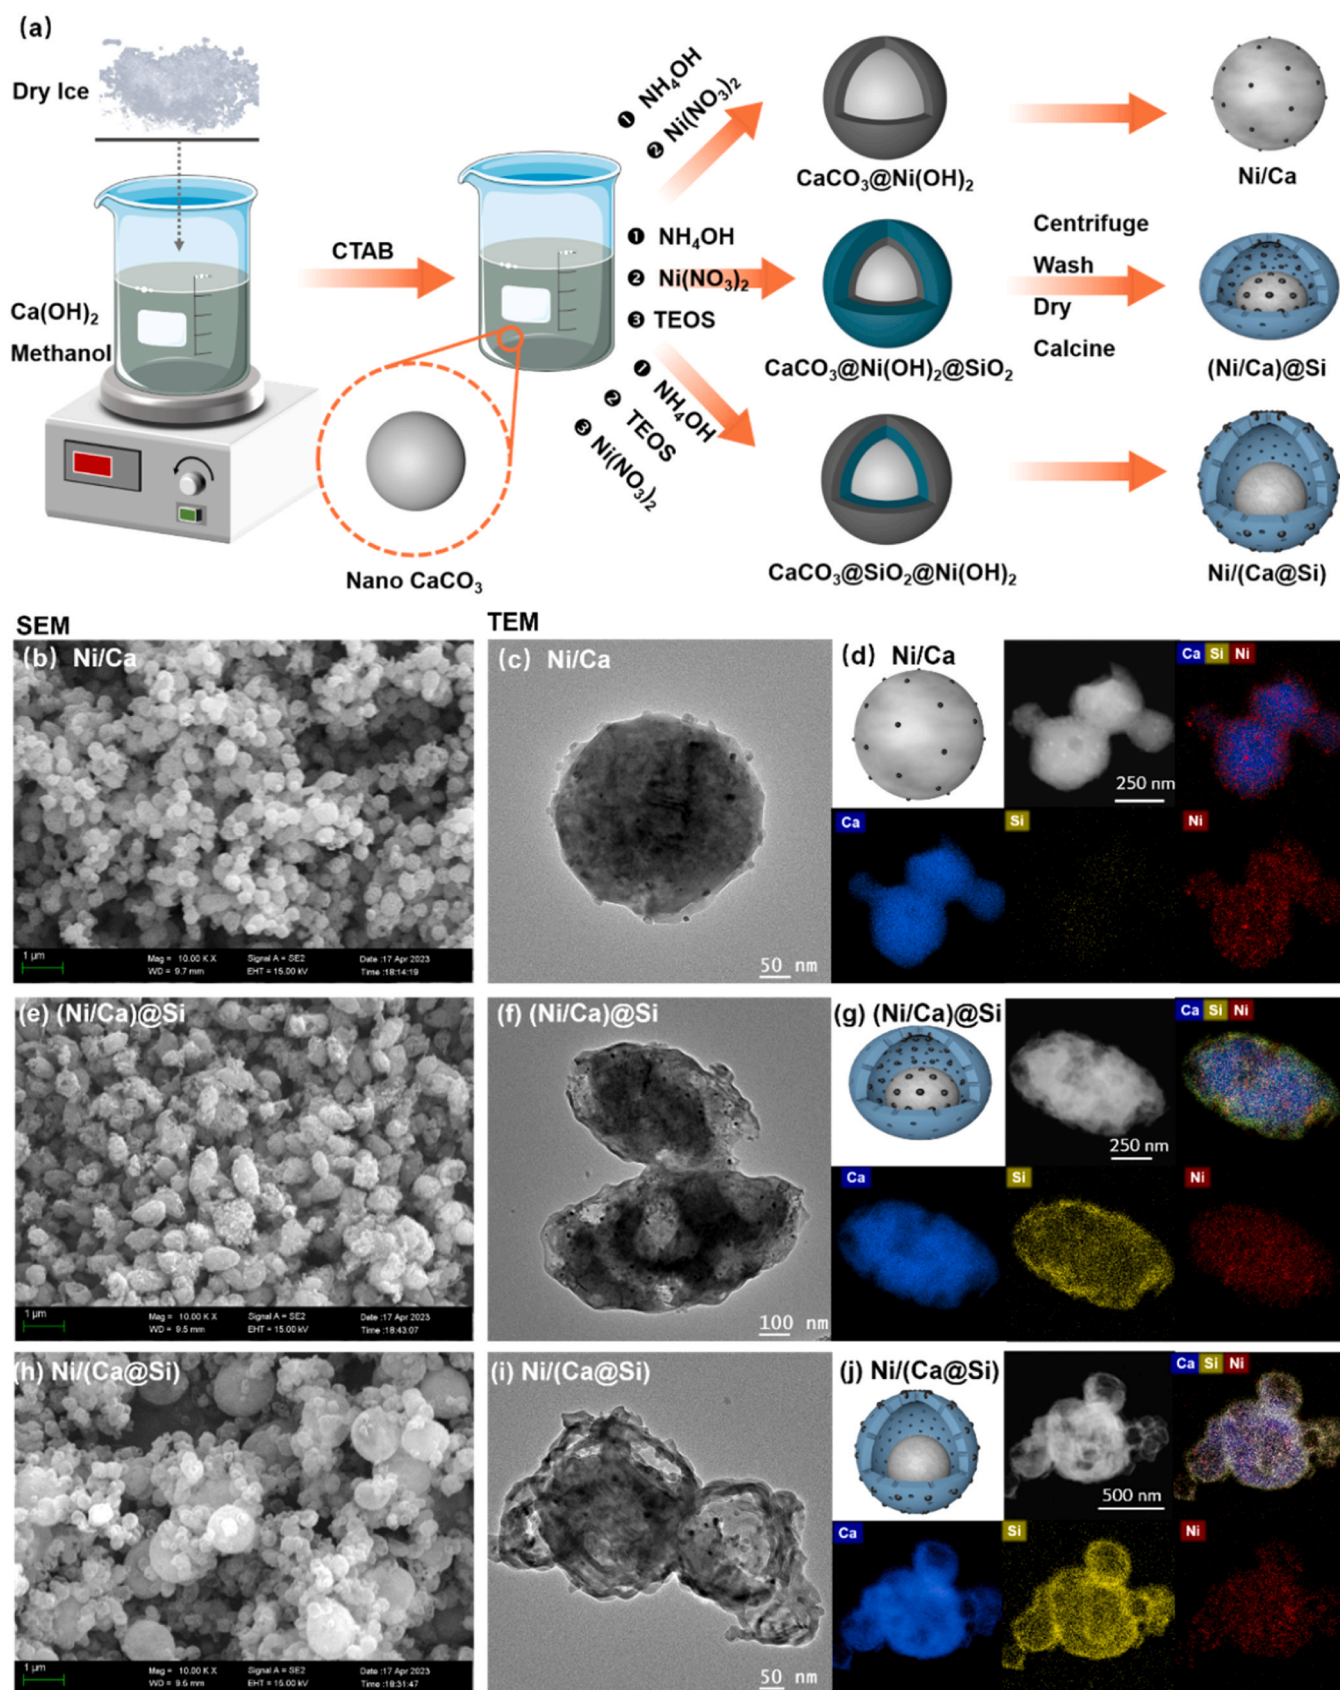 (a)
Dry Ice
Ca(OH)₂
Methanol
CTAB
Nano CaCO₃
❶ NH₄OH
❷ Ni(NO₃)₂
❶ NH₄OH
❷ Ni(NO₃)₂
❸ TEOS
❶ NH₄OH
❷ TEOS
❸ Ni(NO₃)₂
CaCO₃@Ni(OH)₂
CaCO₃@Ni(OH)₂@SiO₂
CaCO₃@SiO₂@Ni(OH)₂
Centrifuge
Wash
Dry
Calcine
Ni/Ca
(Ni/Ca)@Si
Ni/(Ca@Si)
SEM
TEM
(b) Ni/Ca
1 µm
Mag = 10.00 K X
WD = 9.7 mm
Signal A = SE2
EHT = 15.00 kV
Date :17 Apr 2023
Time :18:14:19
(c) Ni/Ca
50 nm
(d) Ni/Ca
250 nm
Ca Si Ni
Ca
Si
Ni
(e) (Ni/Ca)@Si
1 µm
Mag = 10.00 K X
WD = 9.5 mm
Signal A = SE2
EHT = 15.00 kV
Date :17 Apr 2023
Time :18:43:07
(f) (Ni/Ca)@Si
100 nm
(g) (Ni/Ca)@Si
250 nm
Ca Si Ni
Ca
Si
Ni
(h) Ni/(Ca@Si)
1 µm
Mag = 10.00 K X
WD = 9.6 mm
Signal A = SE2
EHT = 15.00 kV
Date :17 Apr 2023
Time :18:31:47
(i) Ni/(Ca@Si)
50 nm
(j) Ni/(Ca@Si)
500 nm
Ca Si Ni
Ca
Si
Ni